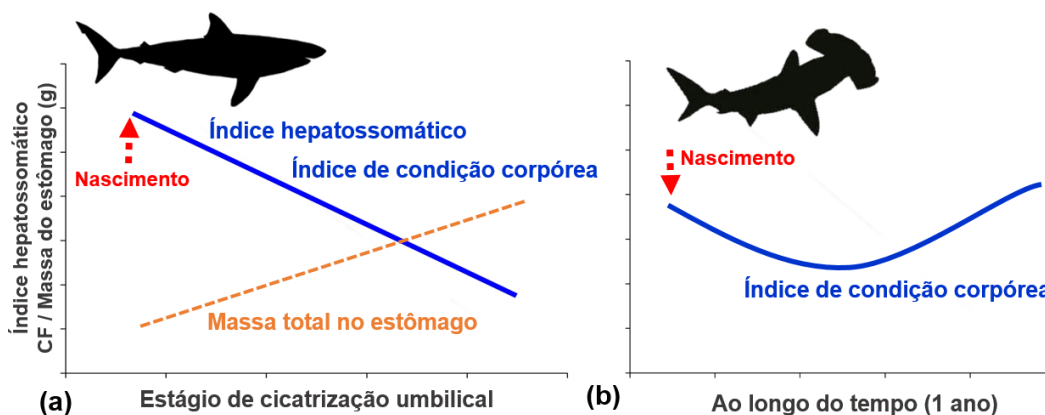 Índice hepatossomático
CF / Massa do estômago (g)
Nascimento
Índice hepatossomático
Índice de condição corpórea
Massa total no estômago
(a)
Estágio de cicatrização umbilical
Nascimento
Índice de condição corpórea
(b)
Ao longo do tempo (1 ano)